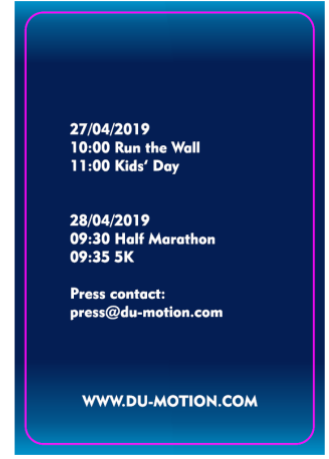 27/04/2019
10:00 Run the Wall
11:00 Kids‘ Day
28/04/2019
09:30 Half Marathon
09:35 5K
Press contact:
press@du-motion.com
WWW.DU-MOTION.COM